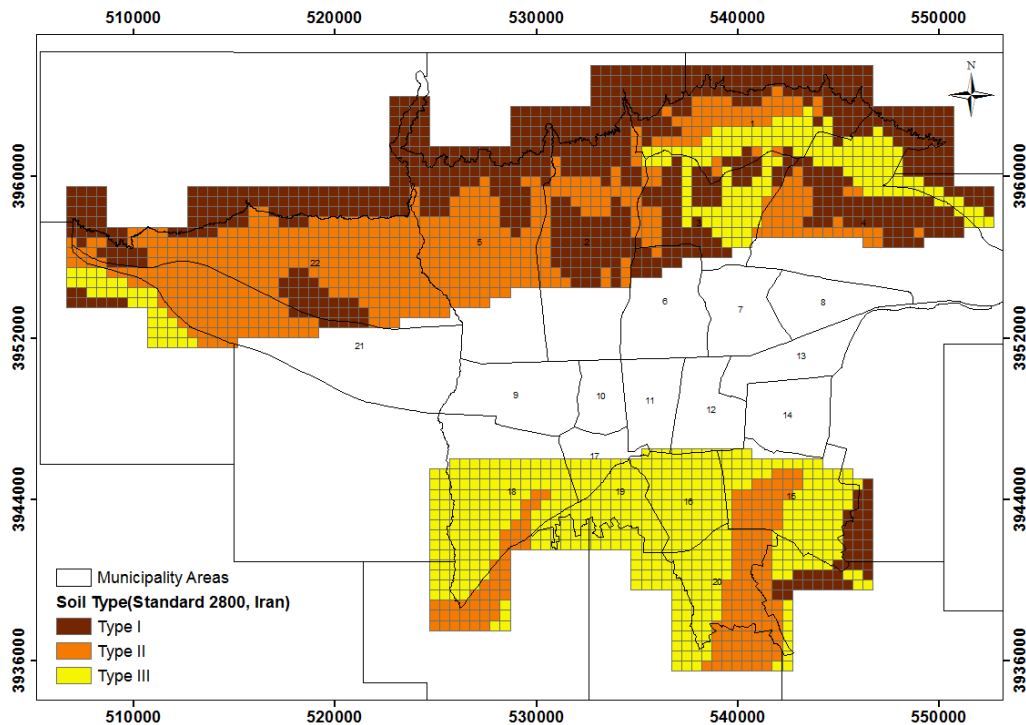 510000 520000 530000 540000 550000
N
1
3960000 3960000
4
3
5 2
22
6 7 8
3952000 3952000
21
13
9 10 11 12 14
17
3944000 3944000
18 19 16 15
20
Municipality Areas
Soil Type(Standard 2800, Iran)
Type I
Type II
Type III
3936000 3936000
510000 520000 530000 540000 550000